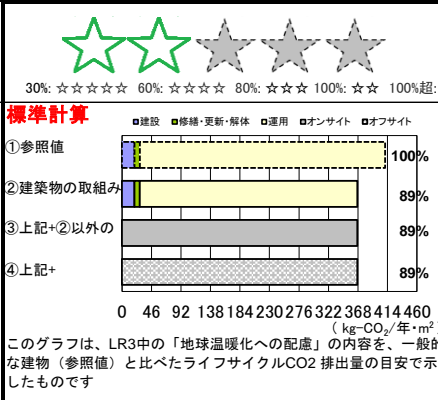 30%: ☆☆☆☆☆ 60%: ☆☆☆☆ 80%: ☆☆☆ 100%: ☆☆ 100%超:
標準計算
■建設 ■修繕・更新・解体 □運用 ■オンサイト ■オフサイト
①参照値 100%
②建築物の取組み 89%
③上記+②以外の 89%
④上記+ 89%
0 46 92 138 184 230 276 322 368 414 460
( kg-CO₂/年・m²)
このグラフは、LR3中の「地球温暖化への配慮」の内容を、一般的
な建物（参照値）と比べたライフサイクルCO2 排出量の目安で示
したものです